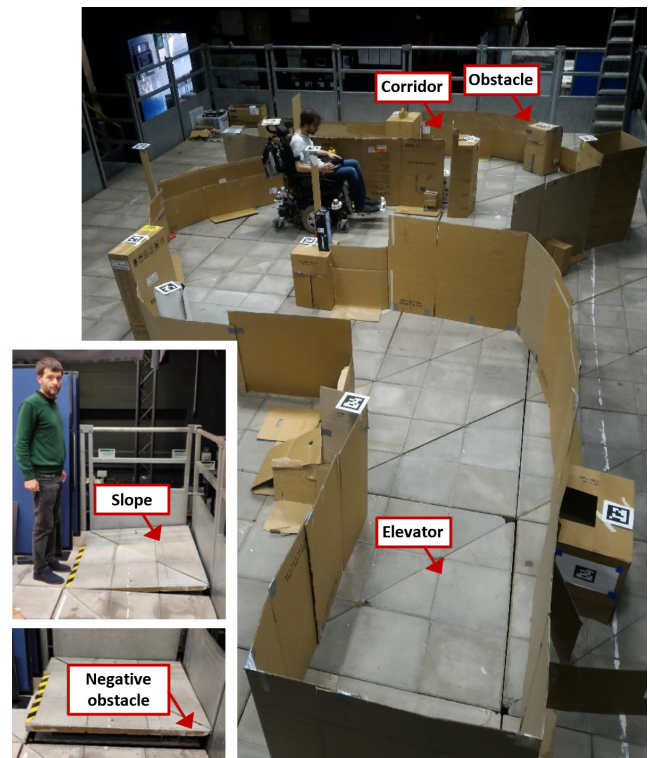 Corridor
Obstacle
Slope
Elevator
Negative
obstacle